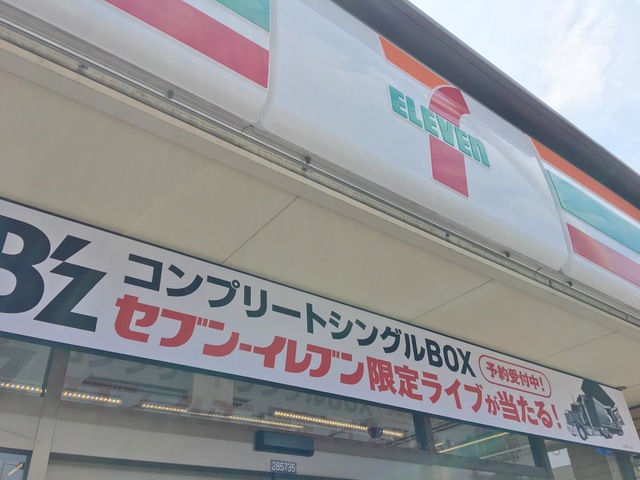 ELEVEN
B'z
コンプリートシングルBOX
予約受付中!
セブン-イレブン限定ライブが当たる!
285735